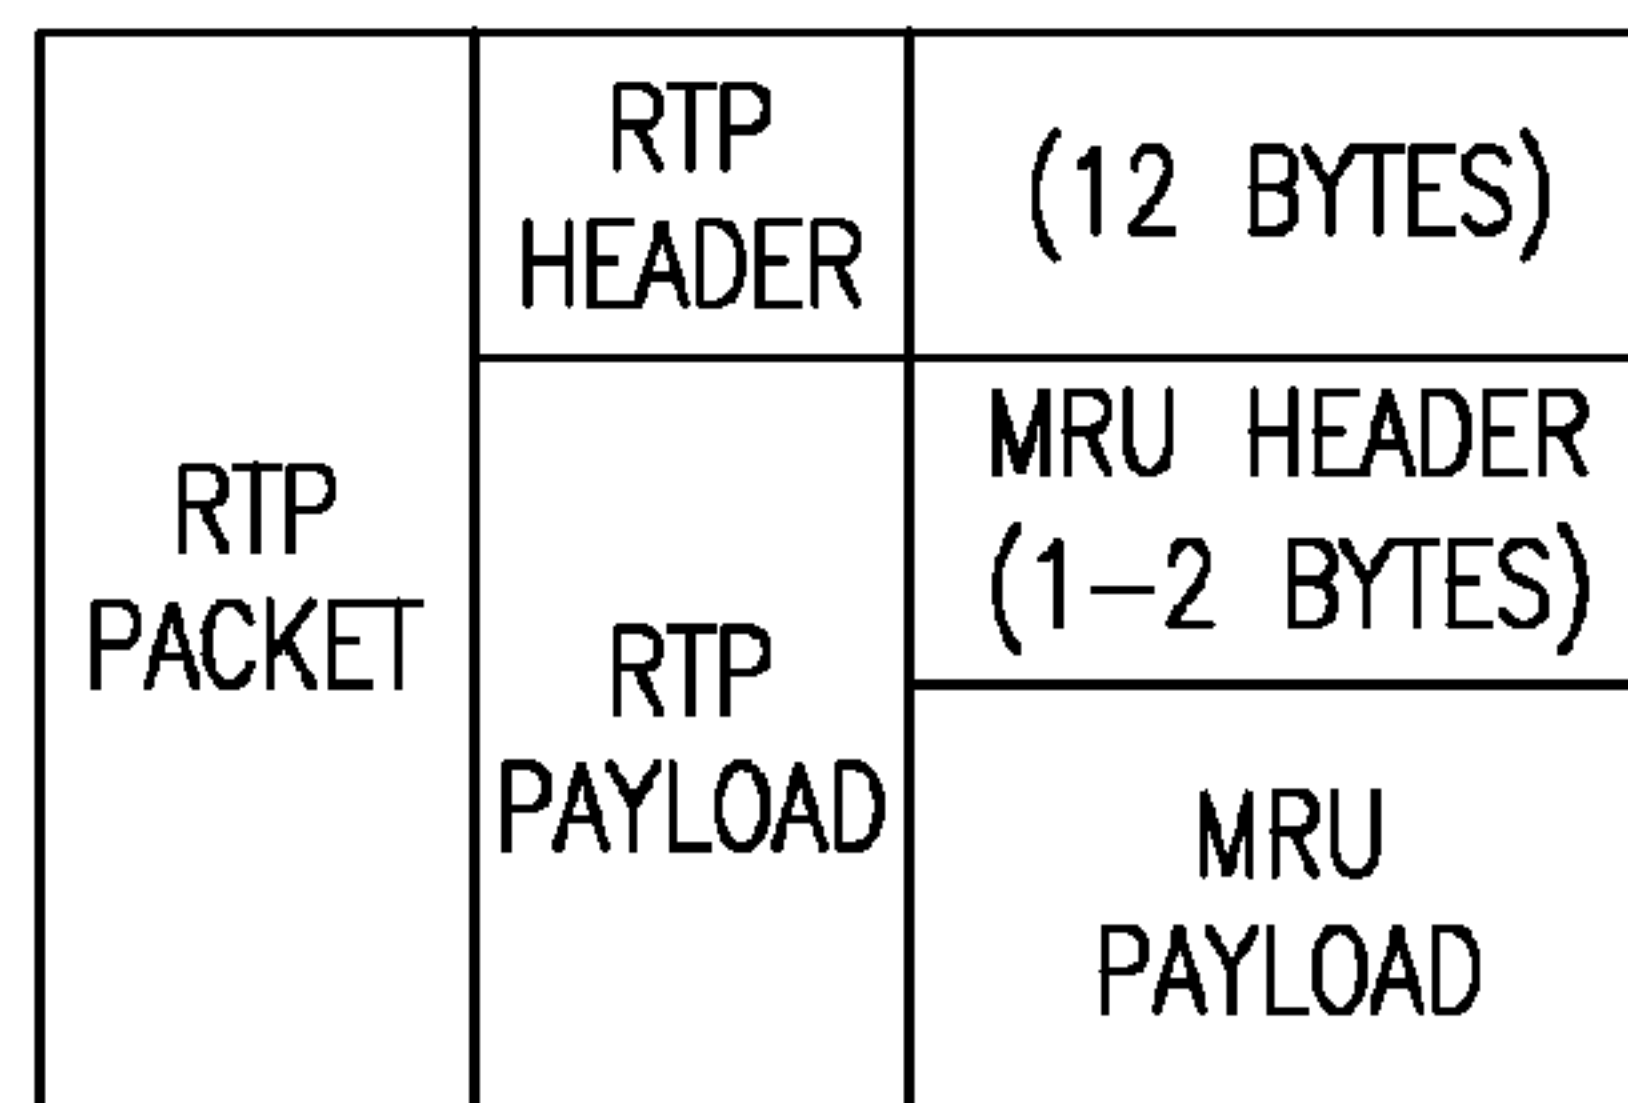 RTP
PACKET
RTP
HEADER
(12 BYTES)
RTP
PAYLOAD
MRU HEADER
(1-2 BYTES)
MRU
PAYLOAD